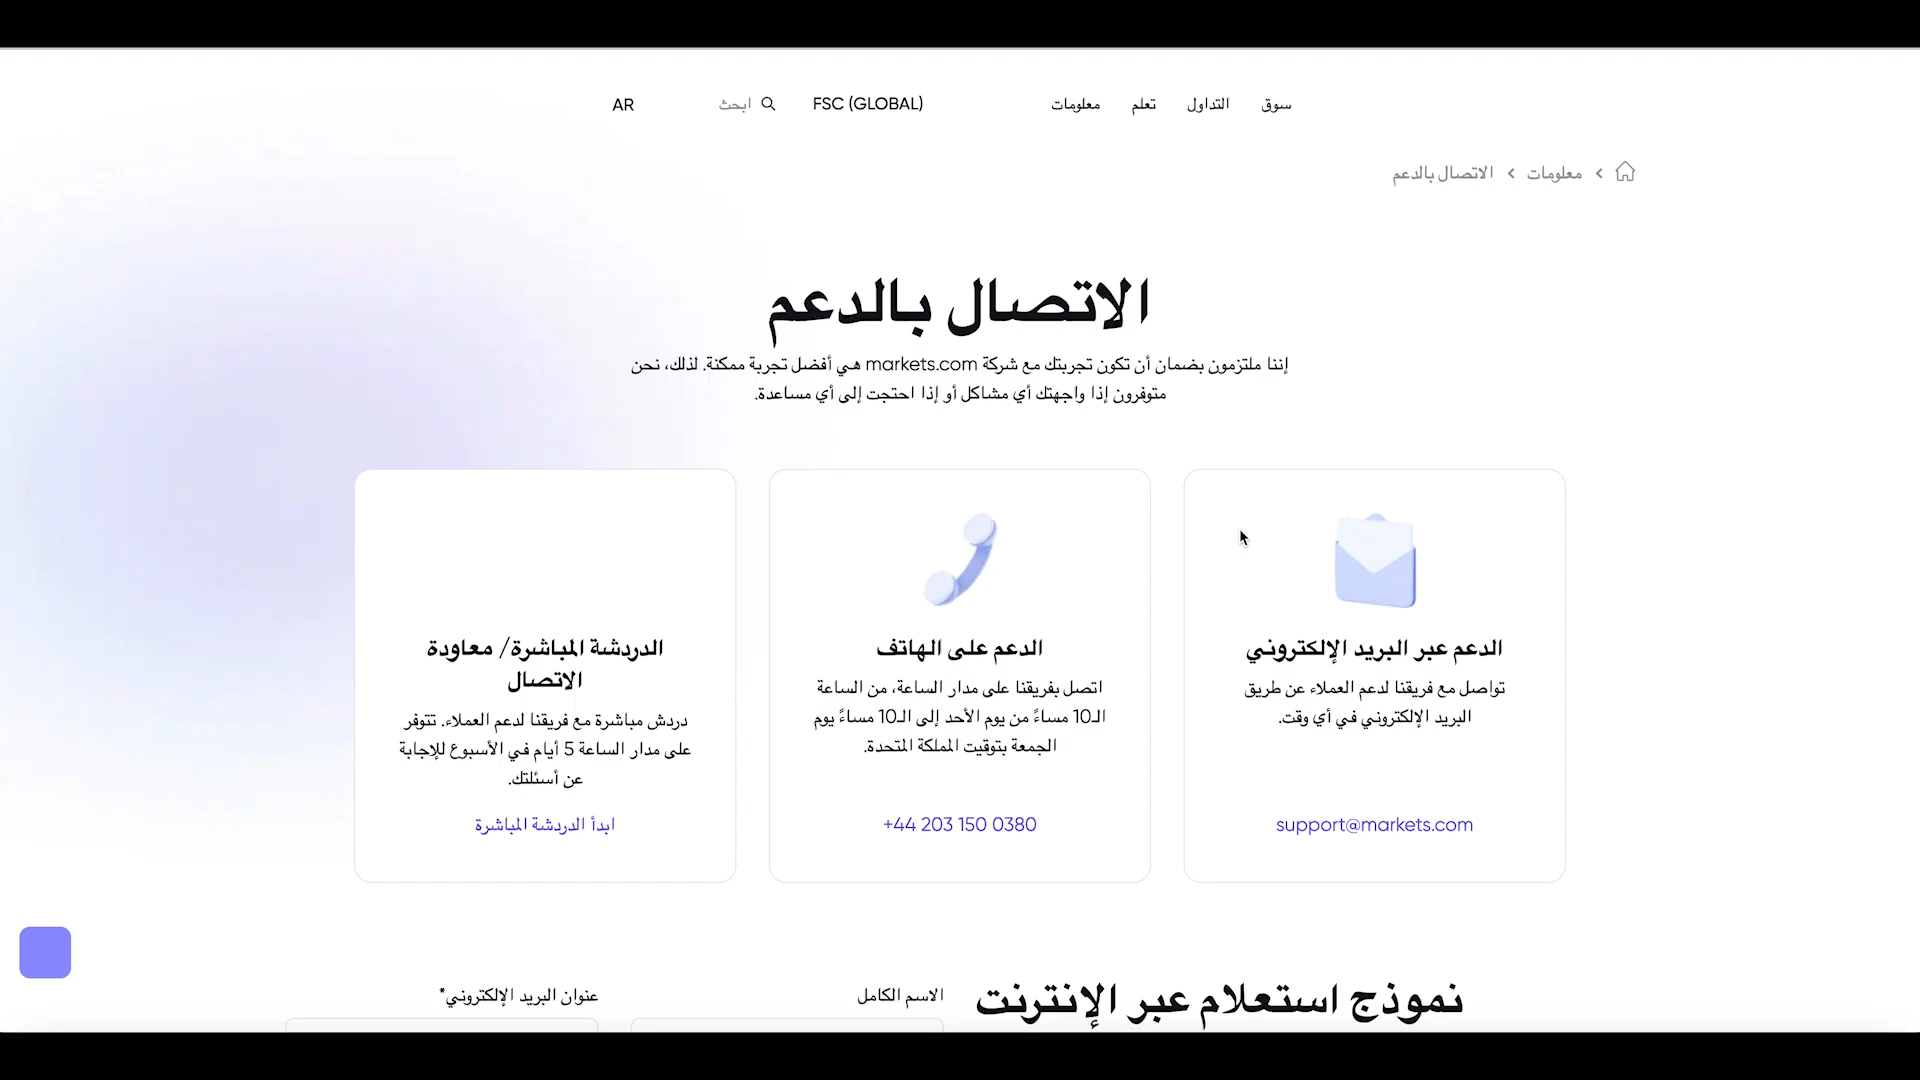 سوق
التداول
تعلم
معلومات
FSC (GLOBAL)
ابحث
AR
معلومات
الاتصال بالدعم
الاتصال بالدعم
إننا ملتزمون بضمان أن تكون تجربتك مع شركة markets.com هي أفضل تجربة ممكنة. لذلك، نحن
متوفرون إذا واجهتك أي مشاكل أو إذا احتجت إلى أي مساعدة.
الدعم عبر البريد الإلكتروني
تواصل مع فريقنا لدعم العملاء عن طريق
البريد الإلكتروني في أي وقت.
support@markets.com
الدعم على الهاتف
اتصل بفريقنا على مدار الساعة، من الساعة
الـ10 مساءً من يوم الأحد إلى الـ10 مساءً يوم
الجمعة بتوقيت المملكة المتحدة.
+44 203 150 0380
الدردشة المباشرة/ معاودة
الاتصال
دردش مباشرة مع فريقنا لدعم العملاء. تتوفر
على مدار الساعة 5 أيام في الأسبوع للإجابة
عن أسئلتك.
ابدأ الدردشة المباشرة
نموذج استعلام عبر الإنترنت
الاسم الكامل
عنوان البريد الإلكتروني*